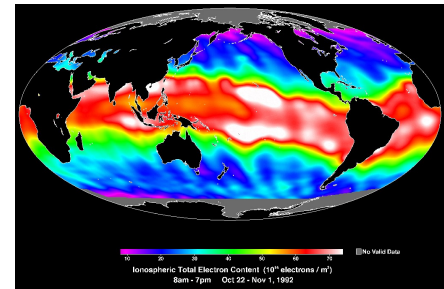 10 20 30 40 50 60 70 No Valid Data
Ionospheric Total Electron Content (10¹⁶ electrons / m²)
8am - 7pm Oct 22 - Nov 1, 1992